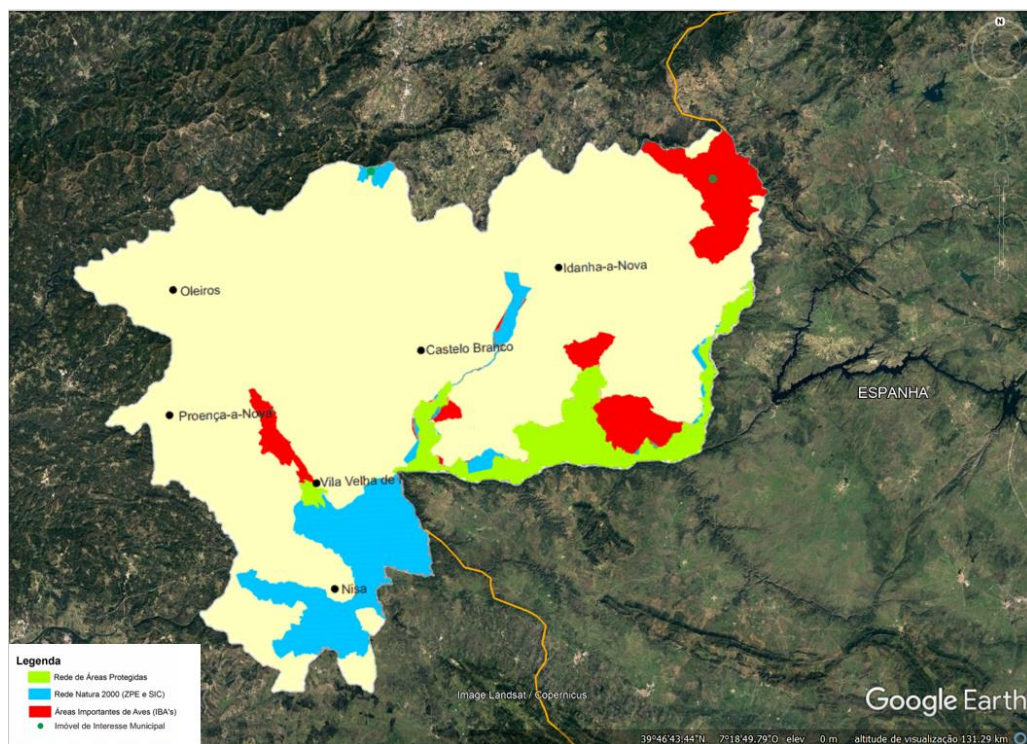 N
Idanha-a-Nova
Oleiros
Castelo Branco
ESPANHA
Proença-a-Nova
Vila Velha de
Nisa
Legenda
Rede de Áreas Protegidas
Rede Natura 2000 (ZPE e SIC)
Áreas Importantes de Aves (IBA's)
Imóvel de Interesse Municipal
Image Landsat / Copernicus
Google Earth
39°46'43.44"N 7°18'49.79"O elev 0 m altitude de visualização 131.29 km